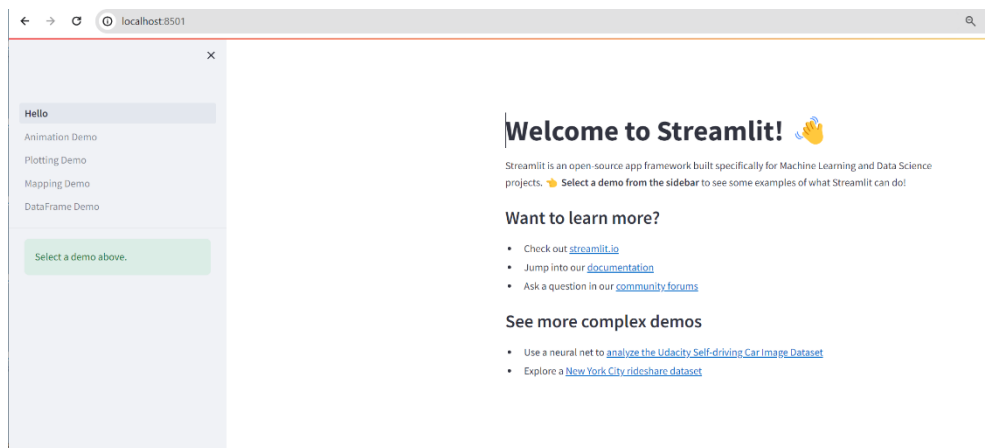 localhost:8501
Hello
Animation Demo
Plotting Demo
Mapping Demo
DataFrame Demo
Select a demo above.
Welcome to Streamlit! 👋
Streamlit is an open-source app framework built specifically for Machine Learning and Data Science
projects. 👈 Select a demo from the sidebar to see some examples of what Streamlit can do!
Want to learn more?
• Check out streamlit.io
• Jump into our documentation
• Ask a question in our community forums
See more complex demos
• Use a neural net to analyze the Udacity Self-driving Car Image Dataset
• Explore a New York City rideshare dataset